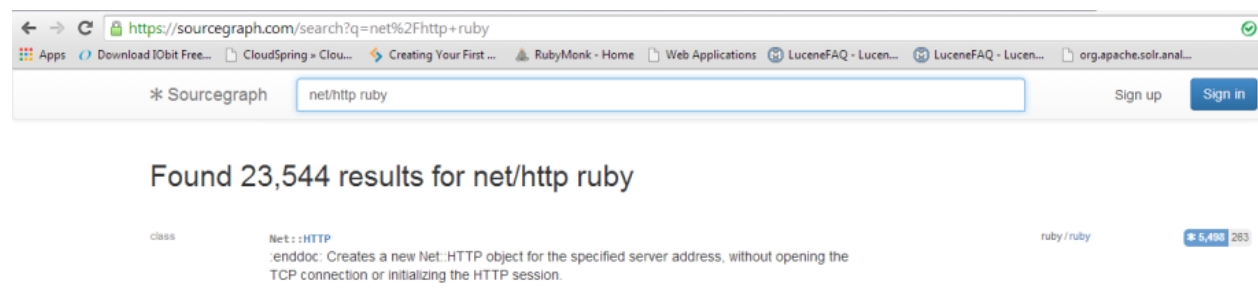 https://sourcegraph.com/search?q=net%2Fhttp+ruby
Apps Download IObit Free... CloudSpring » Clou... Creating Your First ... RubyMonk - Home Web Applications LuceneFAQ - Lucen... LuceneFAQ - Lucen... org.apache.solr.anal...
Sourcegraph net/http ruby Sign up Sign in
Found 23,544 results for net/http ruby
class Net::HTTP ruby/ruby 5,498 263
:enddoc: Creates a new Net::HTTP object for the specified server address, without opening the
TCP connection or initializing the HTTP session.